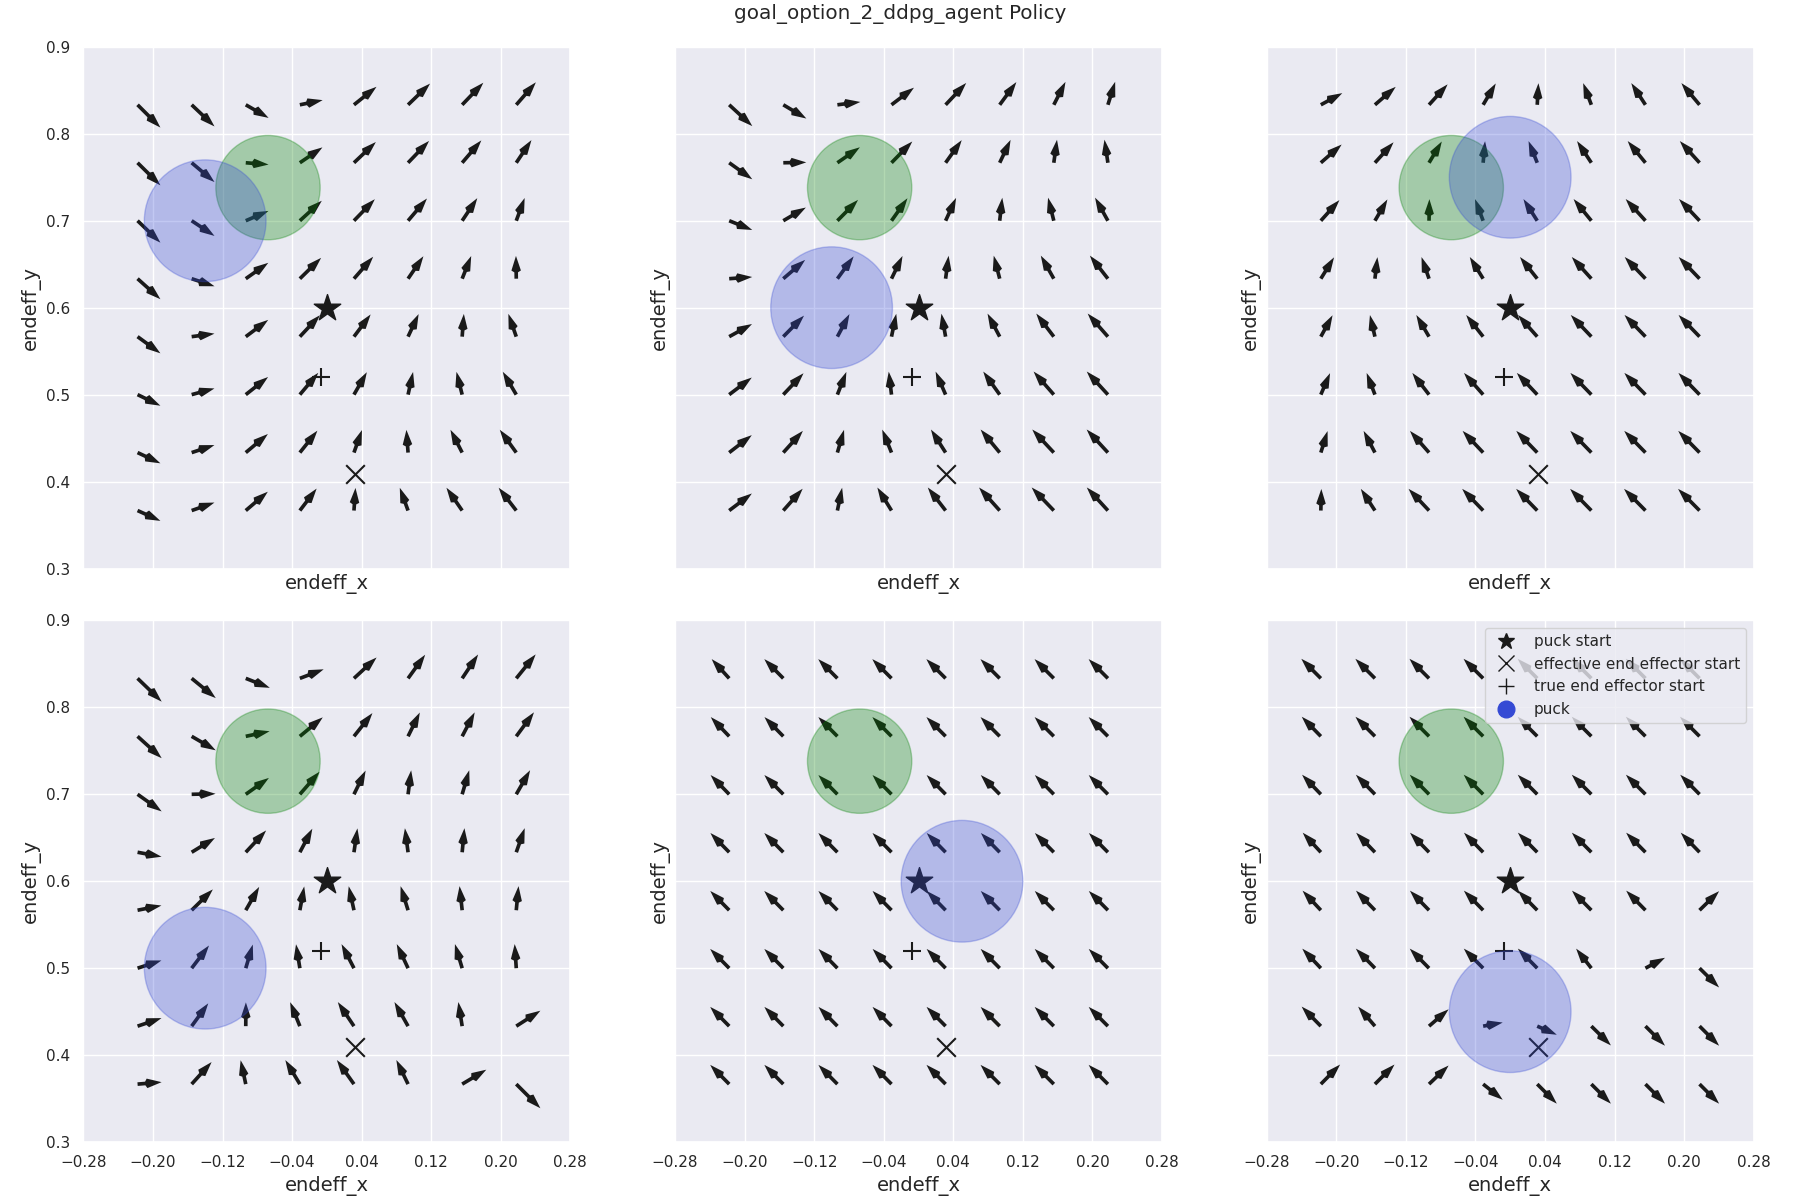 goal_option_2_ddpg_agent Policy
0.9
0.8
0.7
0.6
0.5
0.4
0.3
endeff_y
endeff_x
endeff_y
endeff_x
endeff_y
endeff_x
0.9
0.8
0.7
0.6
0.5
0.4
0.3
endeff_y
−0.28 −0.20 −0.12 −0.04 0.04 0.12 0.20 0.28
endeff_x
endeff_y
−0.28 −0.20 −0.12 −0.04 0.04 0.12 0.20 0.28
endeff_x
puck start
effective end effector start
true end effector start
puck
endeff_y
−0.28 −0.20 −0.12 −0.04 0.04 0.12 0.20 0.28
endeff_x